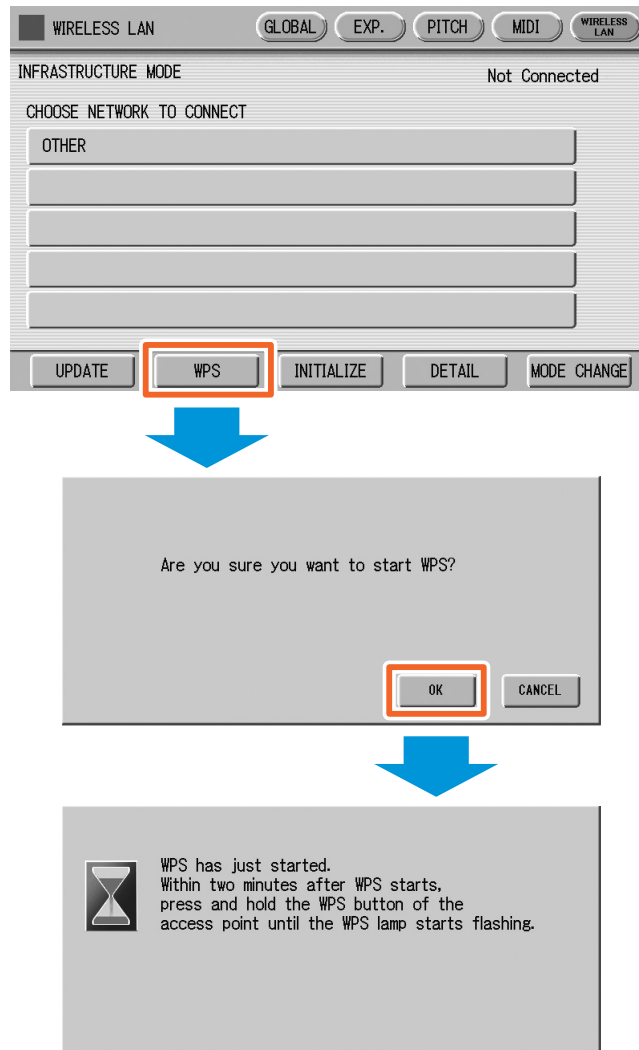 WIRELESS LAN GLOBAL EXP. PITCH MIDI WIRELESS LAN
INFRASTRUCTURE MODE Not Connected
CHOOSE NETWORK TO CONNECT
OTHER
UPDATE WPS INITIALIZE DETAIL MODE CHANGE
Are you sure you want to start WPS?
OK CANCEL
WPS has just started.
Within two minutes after WPS starts,
press and hold the WPS button of the
access point until the WPS lamp starts flashing.